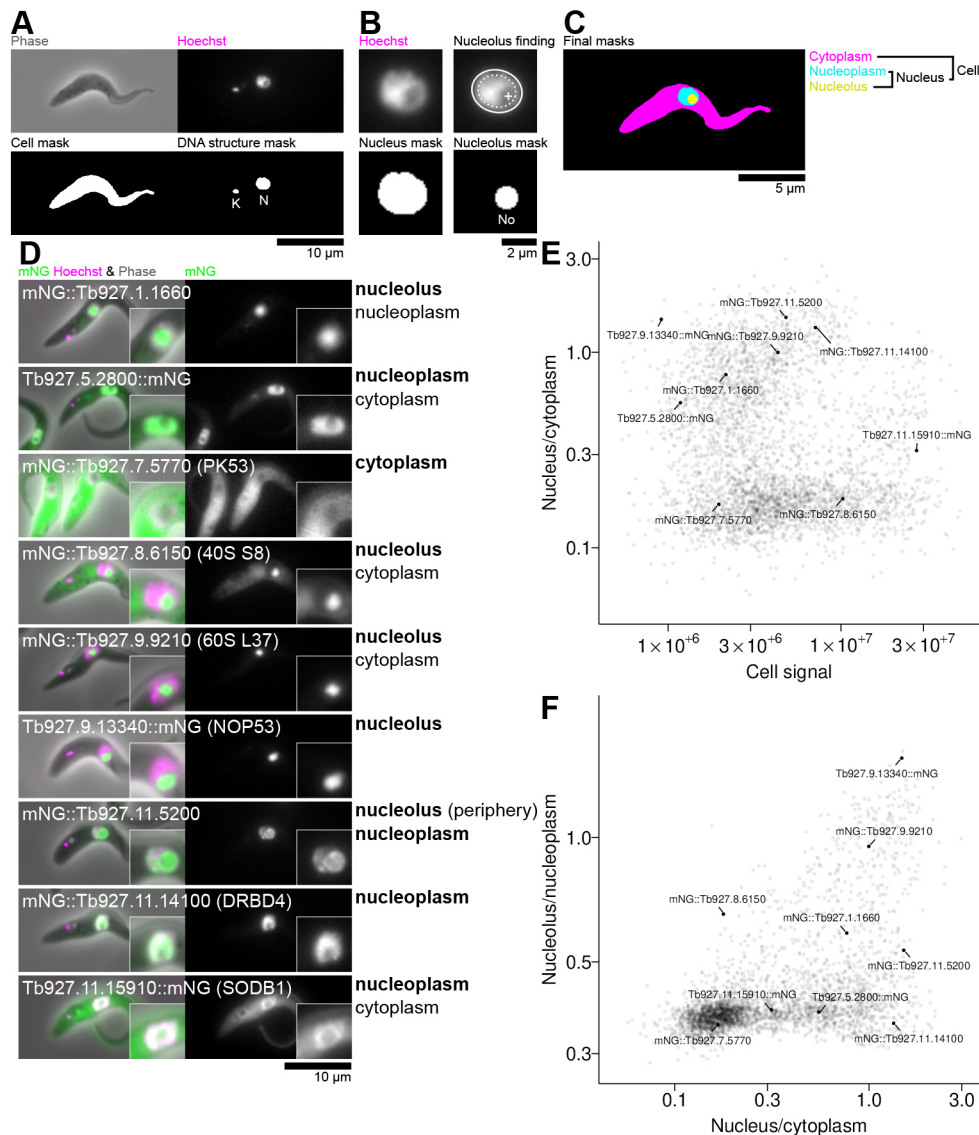 A
Phase
Hoechst
Cell mask
DNA structure mask
K
N
10 µm
B
Hoechst
Nucleolus finding
Nucleus mask
Nucleolus mask
No
2 µm
C
Final masks
Cytoplasm
Nucleoplasm
Nucleolus
Nucleus
Cell
5 µm
D
mNG Hoechst & Phase
mNG
mNG::Tb927.1.1660
nucleolus
nucleoplasm
Tb927.5.2800::mNG
nucleoplasm
cytoplasm
mNG::Tb927.7.5770 (PK53)
cytoplasm
mNG::Tb927.8.6150 (40S S8)
nucleolus
cytoplasm
mNG::Tb927.9.9210 (60S L37)
nucleolus
cytoplasm
Tb927.9.13340::mNG (NOP53)
nucleolus
mNG::Tb927.11.5200
nucleolus (periphery)
nucleoplasm
mNG::Tb927.11.14100 (DRBD4)
nucleoplasm
Tb927.11.15910::mNG (SODB1)
nucleoplasm
cytoplasm
10 µm
E
Nucleus/cytoplasm
3.0
1.0
0.3
0.1
mNG::Tb927.11.5200
Tb927.9.13340::mNG
mNG::Tb927.9.9210
mNG::Tb927.11.14100
mNG::Tb927.1.1660
Tb927.5.2800::mNG
Tb927.11.15910::mNG
mNG::Tb927.7.5770
mNG::Tb927.8.6150
1×10⁺⁶
3×10⁺⁶
1×10⁺⁷
3×10⁺⁷
Cell signal
F
Nucleolus/nucleoplasm
1.0
0.5
0.3
Tb927.9.13340::mNG
mNG::Tb927.9.9210
mNG::Tb927.8.6150
mNG::Tb927.1.1660
mNG::Tb927.11.5200
Tb927.11.15910::mNG
Tb927.5.2800::mNG
mNG::Tb927.7.5770
mNG::Tb927.11.14100
0.1
0.3
1.0
3.0
Nucleus/cytoplasm